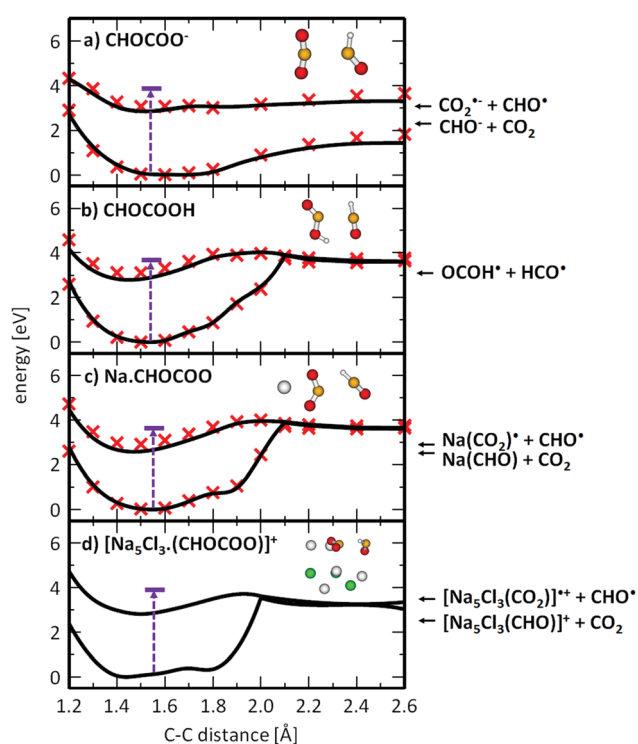 a) CHOCOO⁻
6
4
2
0
CO₂•⁻ + CHO•
CHO⁻ + CO₂
b) CHOCOOH
6
4
2
0
OCOH• + HCO•
energy [eV]
c) Na.CHOCOO
6
4
2
0
Na(CO₂)• + CHO•
Na(CHO) + CO₂
d) [Na₅Cl₃.(CHOCOO)]⁺
6
4
2
0
[Na₅Cl₃(CO₂)]•⁺ + CHO•
[Na₅Cl₃(CHO)]⁺ + CO₂
1.2 1.4 1.6 1.8 2.0 2.2 2.4 2.6
C-C distance [Å]